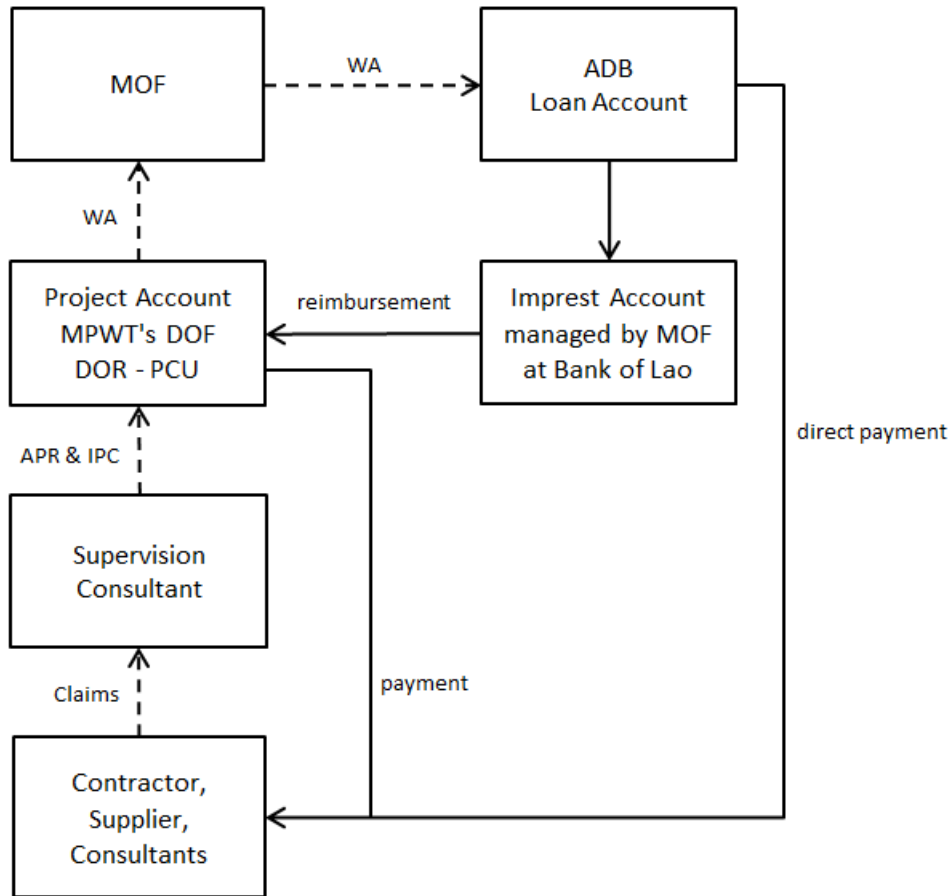 MOF
WA
ADB
Loan Account
WA
Project Account
MPWT's DOF
DOR - PCU
reimbursement
Imprest Account
managed by MOF
at Bank of Lao
direct payment
APR & IPC
Supervision
Consultant
Claims
payment
Contractor,
Supplier,
Consultants